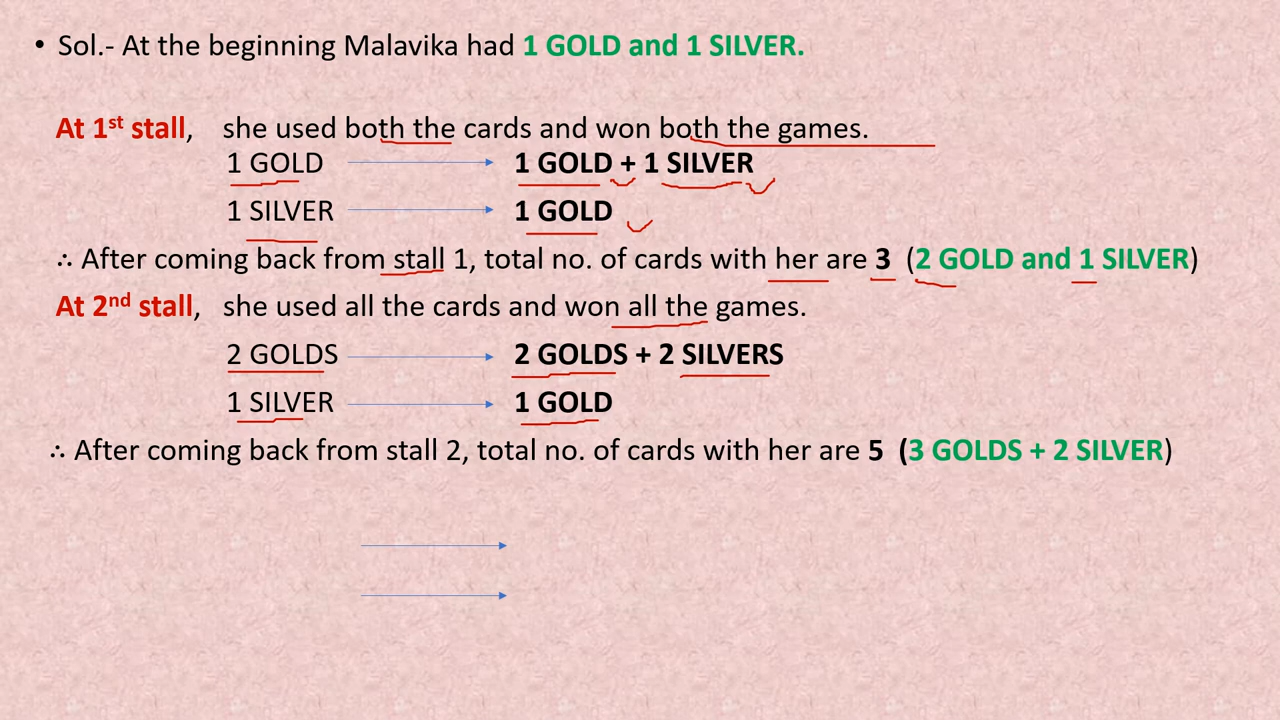 • Sol.- At the beginning Malavika had 1 GOLD and 1 SILVER.
At 1st stall, she used both the cards and won both the games.
1 GOLD 1 GOLD + 1 SILVER
1 SILVER 1 GOLD
∴ After coming back from stall 1, total no. of cards with her are 3 (2 GOLD and 1 SILVER)
At 2nd stall, she used all the cards and won all the games.
2 GOLDS 2 GOLDS + 2 SILVERS
1 SILVER 1 GOLD
∴ After coming back from stall 2, total no. of cards with her are 5 (3 GOLDS + 2 SILVER)